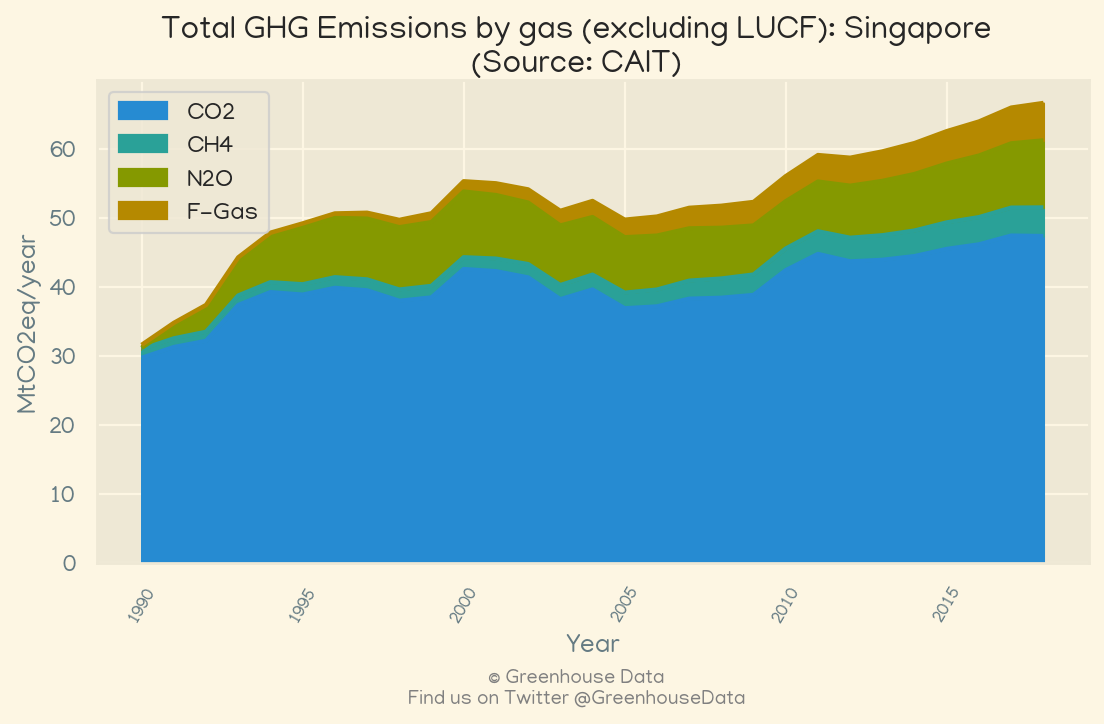 Total GHG Emissions by gas (excluding LUCF): Singapore
(Source: CAIT)
CO2
CH4
N2O
F-Gas
MtCO2eq/year
60
50
40
30
20
10
0
1990
1995
2000
2005
2010
2015
Year
© Greenhouse Data
Find us on Twitter @GreenhouseData